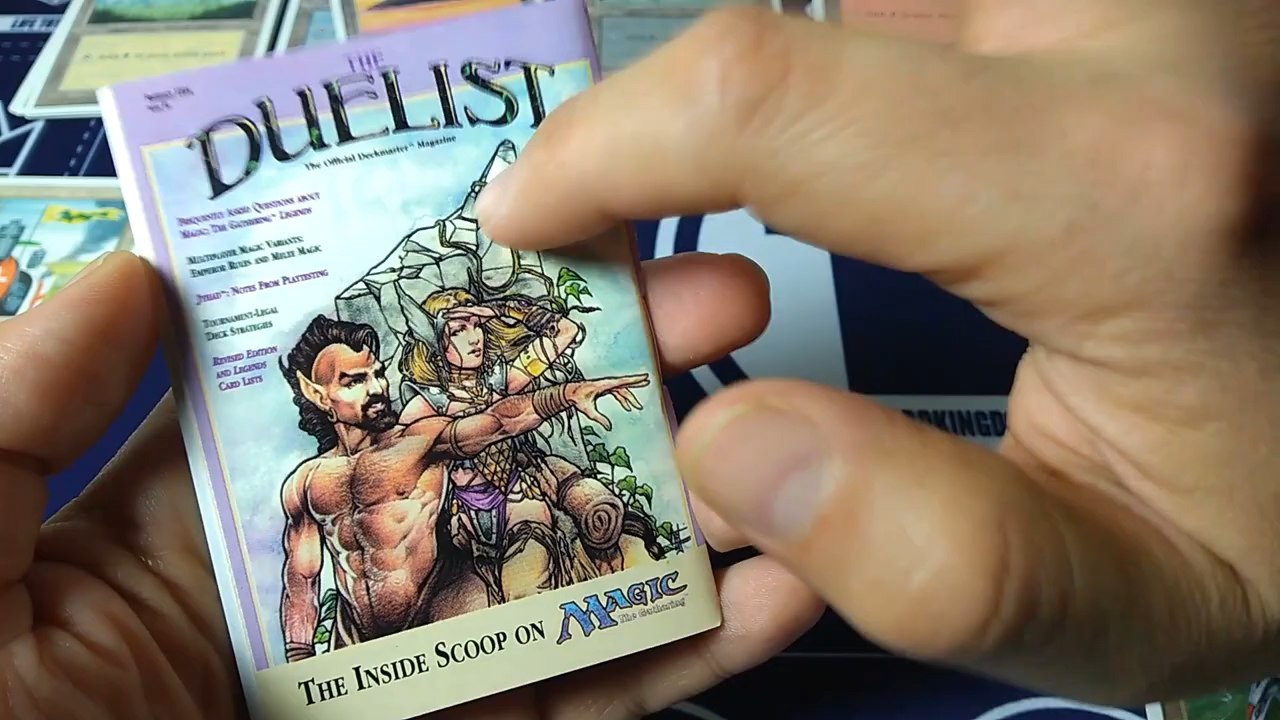 THE
DUELIST
The Official Deckmaster™ Magazine
FREQUENTLY ASKED QUESTIONS ABOUT
MAGIC: THE GATHERING™ LEGENDS
MULTIPLAYER MAGIC VARIANTS:
EMPEROR RULES AND MELEE MAGIC
JYHAD™: NOTES FROM PLAYTESTING
TOURNAMENT-LEGAL
DECK STRATEGIES
REVISED EDITION
AND LEGENDS
CARD LISTS
THE INSIDE SCOOP ON
MAGIC
The Gathering™